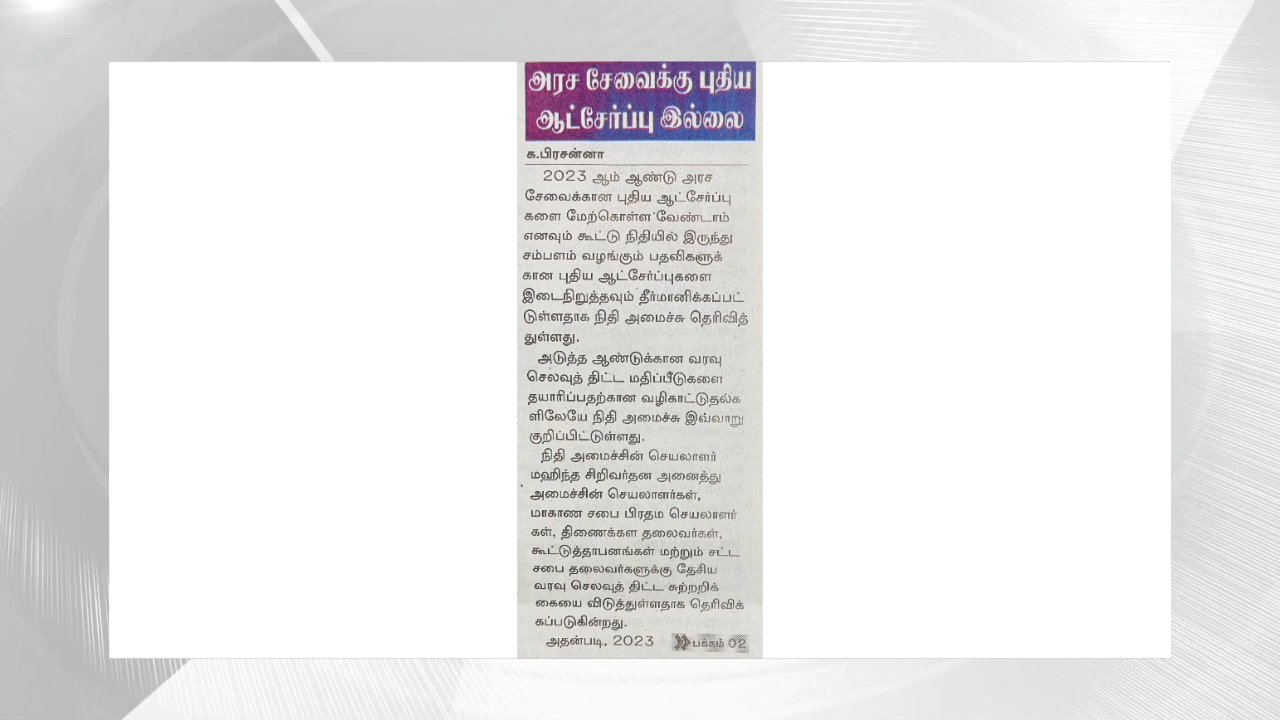 அரச சேவைக்கு புதிய
ஆட்சேர்ப்பு இல்லை
க.பிரசன்னா
2023 ஆம் ஆண்டு அரச
சேவைக்கான புதிய ஆட்சேர்ப்பு
களை மேற்கொள்ள வேண்டாம்
எனவும் கூட்டு நிதியில் இருந்து
சம்பளம் வழங்கும் பதவிகளுக்
கான புதிய ஆட்சேர்ப்புகளை
இடைநிறுத்தவும் தீர்மானிக்கப்பட்
டுள்ளதாக நிதி அமைச்சு தெரிவித்
துள்ளது.
அடுத்த ஆண்டுக்கான வரவு
செலவுத் திட்ட மதிப்பீடுகளை
தயாரிப்பதற்கான வழிகாட்டுதல்க
ளிலேயே நிதி அமைச்சு இவ்வாறு
குறிப்பிட்டுள்ளது.
நிதி அமைச்சின் செயலாளர்
மஹிந்த சிறிவர்தன அனைத்து
அமைச்சின் செயலாளர்கள்,
மாகாண சபை பிரதம செயலாளர்
கள், திணைக்கள தலைவர்கள்,
கூட்டுத்தாபனங்கள் மற்றும் சட்ட
சபை தலைவர்களுக்கு தேசிய
வரவு செலவுத் திட்ட சுற்றறிக்
கையை விடுத்துள்ளதாக தெரிவிக்
கப்படுகின்றது.
அதன்படி, 2023 பக்கம் 02